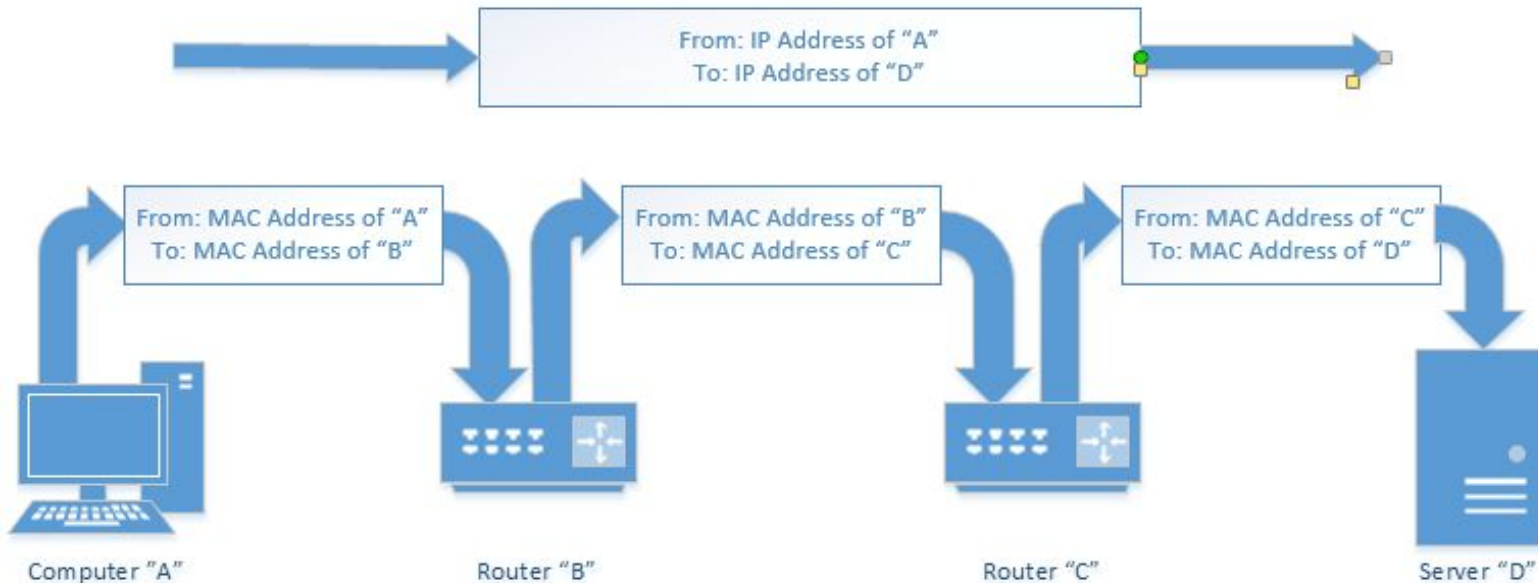 From: IP Address of “A”
To: IP Address of “D”
From: MAC Address of “A”
To: MAC Address of “B”
From: MAC Address of “B”
To: MAC Address of “C”
From: MAC Address of “C”
To: MAC Address of “D”
Computer “A”
Router “B”
Router “C”
Server “D”